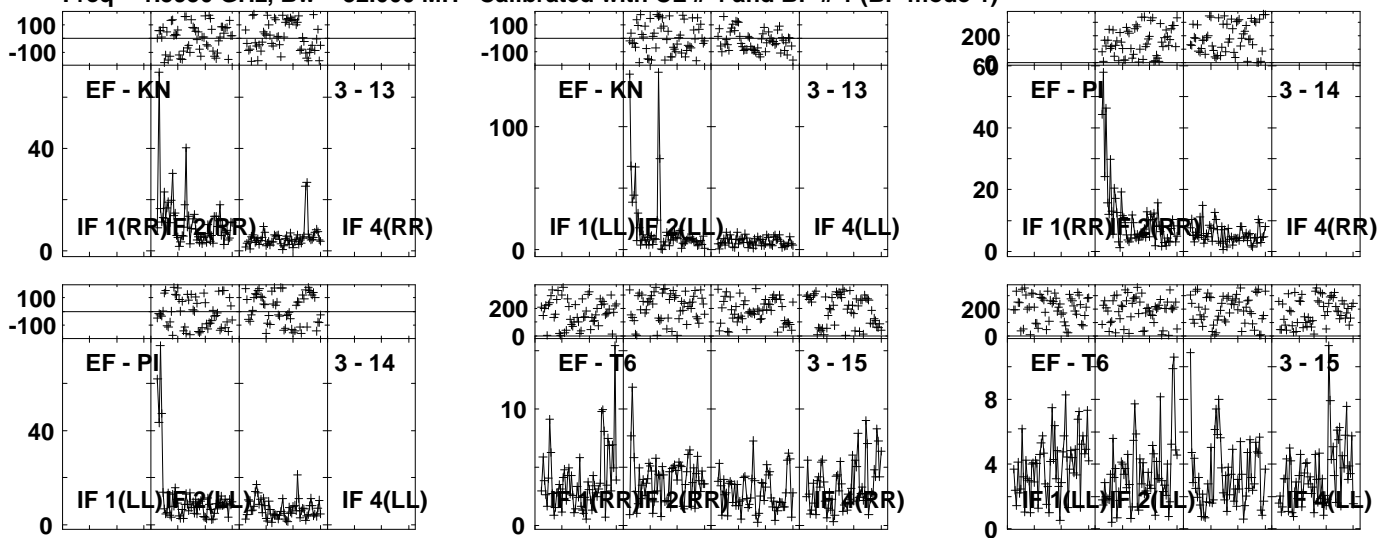 100
-100
EF - KN 3 - 13
40
0
IF 1(RR) IF 2(RR) IF 4(RR)
100
-100
EF - KN 3 - 13
100
0
IF 1(LL) IF 2(LL) IF 4(LL)
200
0
60
EF - PI 3 - 14
40
20
0
IF 1(RR) IF 2(RR) IF 4(RR)
100
-100
EF - PI 3 - 14
40
0
IF 1(LL) IF 2(LL) IF 4(LL)
200
0
EF - T6 3 - 15
10
0
IF 1(RR) IF 2(RR) IF 4(RR)
200
0
EF - T6 3 - 15
8
4
0
IF 1(LL) IF 2(LL) IF 4(LL)